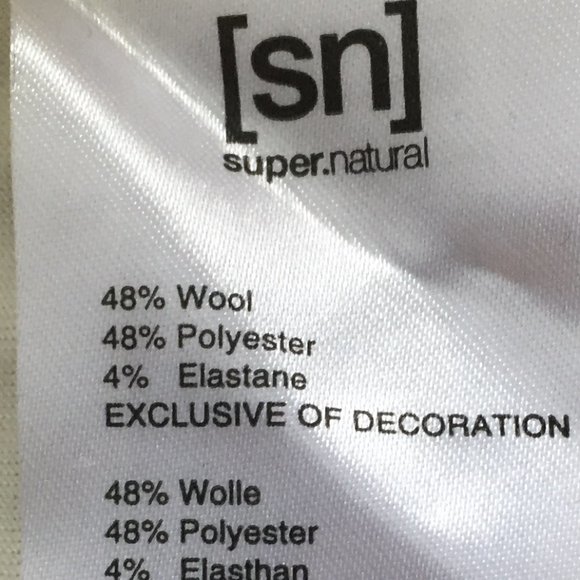 [sn]
super.natural
48% Wool
48% Polyester
4% Elastane
EXCLUSIVE OF DECORATION
48% Wolle
48% Polyester
4% Elasthan